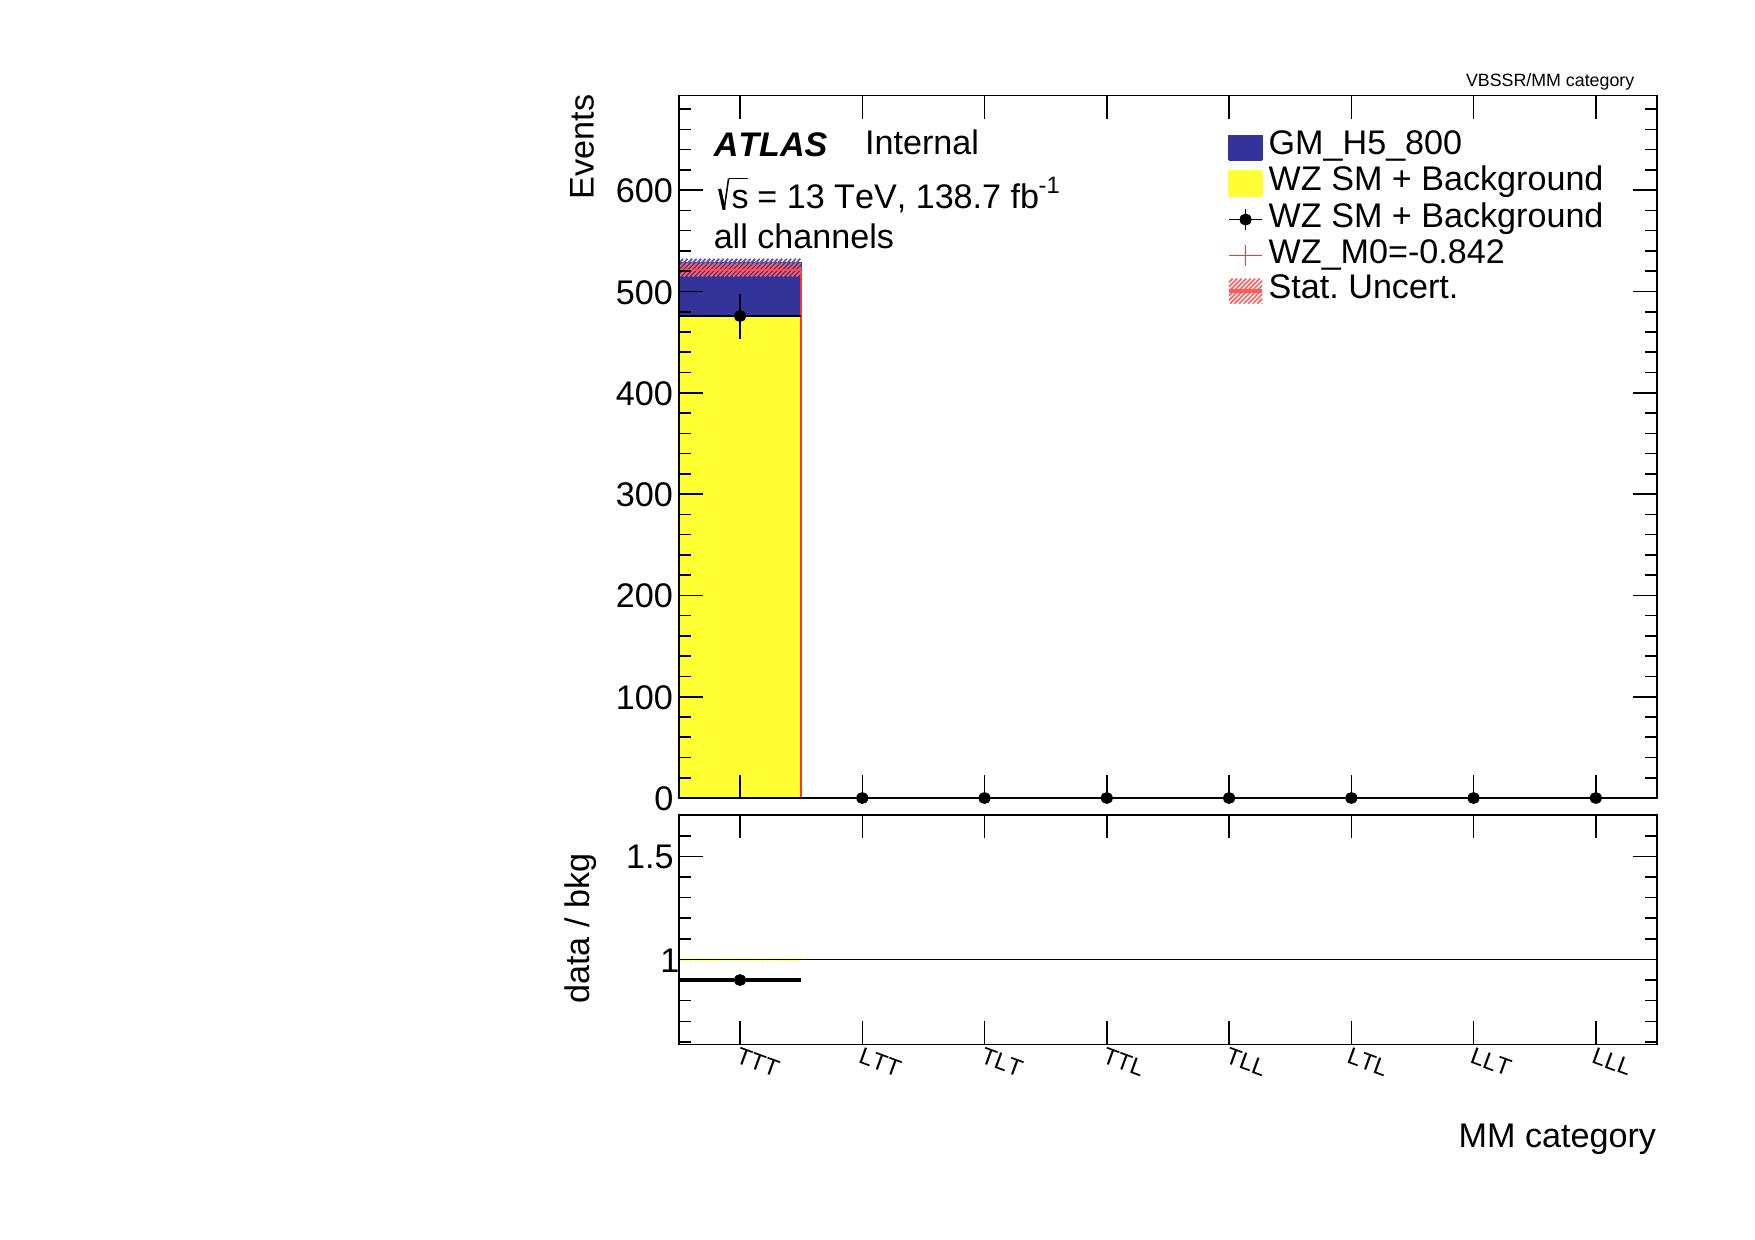 VBSSR/MM category
Events
ATLAS Internal
√s = 13 TeV, 138.7 fb-1
all channels
GM_H5_800
WZ SM + Background
WZ SM + Background
WZ_M0=-0.842
Stat. Uncert.
600
500
400
300
200
100
0
data / bkg
1.5
1
TTT LTT TLT TTL TLL LTL LLT LLL
MM category